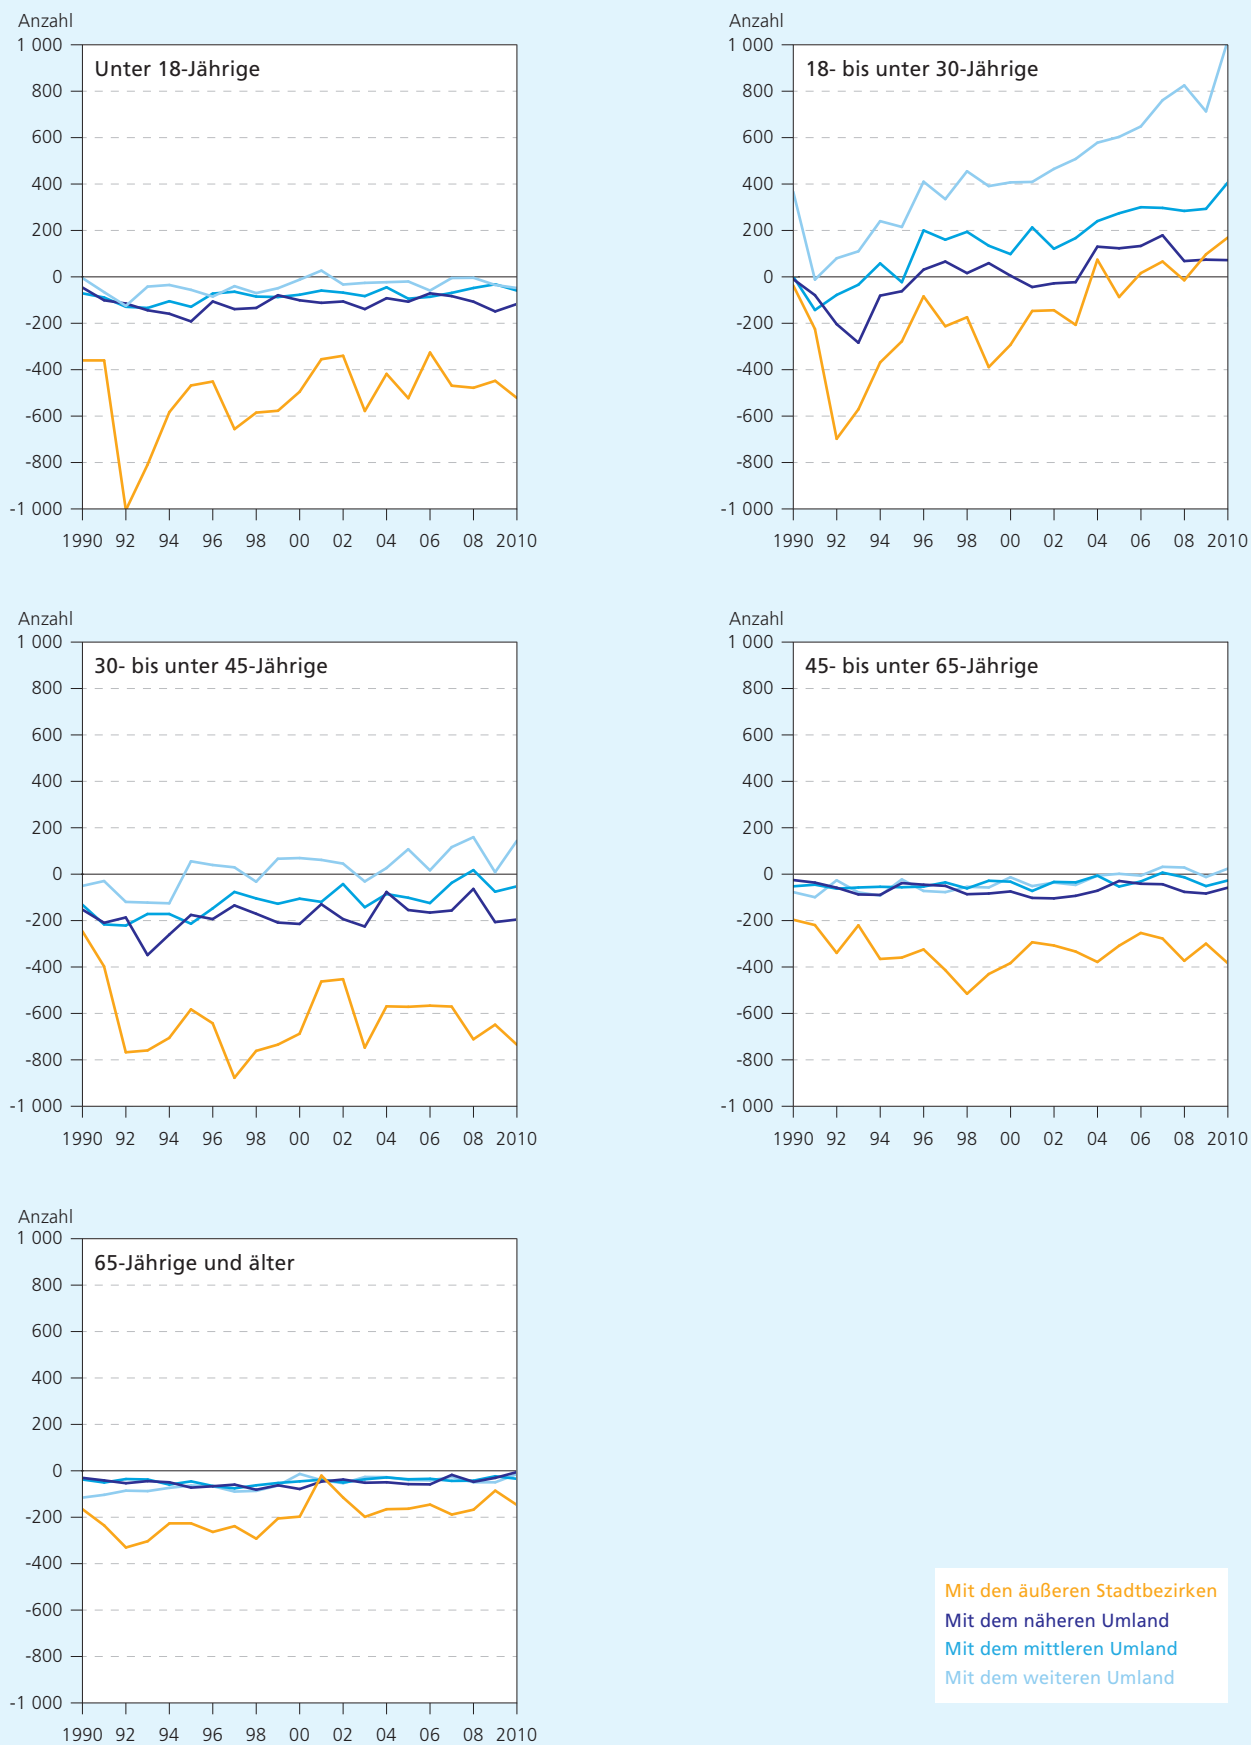 Anzahl
1 000
800
600
400
200
0
-200
-400
-600
-800
-1 000
Unter 18-Jährige
1990 92 94 96 98 00 02 04 06 08 2010
Anzahl
1 000
800
600
400
200
0
-200
-400
-600
-800
-1 000
18- bis unter 30-Jährige
1990 92 94 96 98 00 02 04 06 08 2010
Anzahl
1 000
800
600
400
200
0
-200
-400
-600
-800
-1 000
30- bis unter 45-Jährige
1990 92 94 96 98 00 02 04 06 08 2010
Anzahl
1 000
800
600
400
200
0
-200
-400
-600
-800
-1 000
45- bis unter 65-Jährige
1990 92 94 96 98 00 02 04 06 08 2010
Anzahl
1 000
800
600
400
200
0
-200
-400
-600
-800
-1 000
65-Jährige und älter
1990 92 94 96 98 00 02 04 06 08 2010
Mit den äußeren Stadtbezirken
Mit dem näheren Umland
Mit dem mittleren Umland
Mit dem weiteren Umland